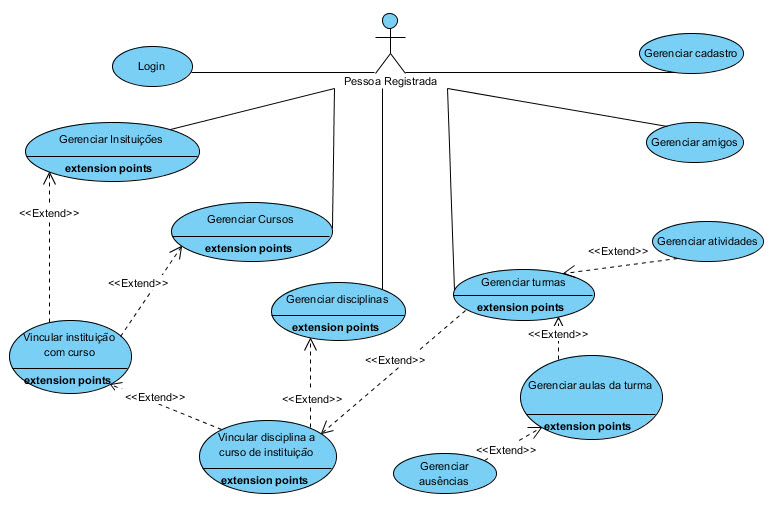 Login
Gerenciar cadastro
Pessoa Registrada
Gerenciar Insituições
extension points
Gerenciar amigos
<<Extend>>
Gerenciar Cursos
extension points
Gerenciar atividades
<<Extend>>
<<Extend>>
Gerenciar turmas
extension points
Gerenciar disciplinas
extension points
Vincular instituição
com curso
extension points
<<Extend>>
<<Extend>>
Gerenciar aulas da turma
extension points
<<Extend>>
<<Extend>>
Vincular disciplina a
curso de instituição
extension points
<<Extend>>
Gerenciar
ausências